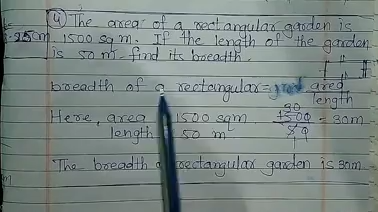 ④ The area of a rectangular garden is
1500 sq m. If the length of the garden
is 50 m. find its breadth.
breadth of a rectangular = area
length
Here, area = 1500 sqm 30
1500 = 30m
length 50 m 50
1
The breadth rectangular garden is 30m